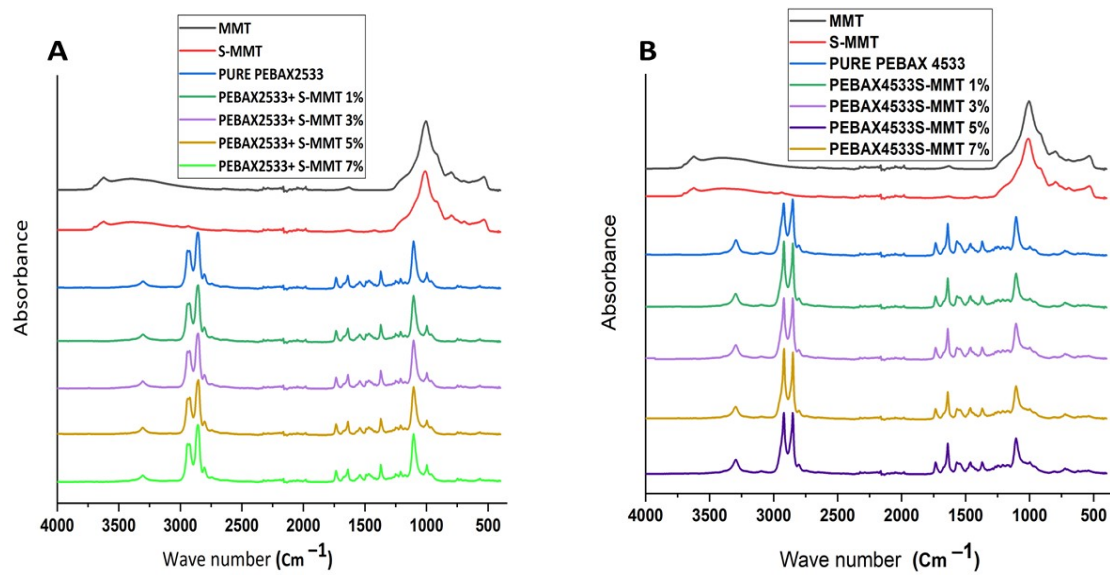 A
MMT
S-MMT
PURE PEBAX2533
PEBAX2533+ S-MMT 1%
PEBAX2533+ S-MMT 3%
PEBAX2533+ S-MMT 5%
PEBAX2533+ S-MMT 7%
Absorbance
4000 3500 3000 2500 2000 1500 1000 500
Wave number (Cm⁻¹)
B
MMT
S-MMT
PURE PEBAX 4533
PEBAX4533S-MMT 1%
PEBAX4533S-MMT 3%
PEBAX4533S-MMT 5%
PEBAX4533S-MMT 7%
Absorbance
4000 3500 3000 2500 2000 1500 1000 500
Wave number (Cm⁻¹)